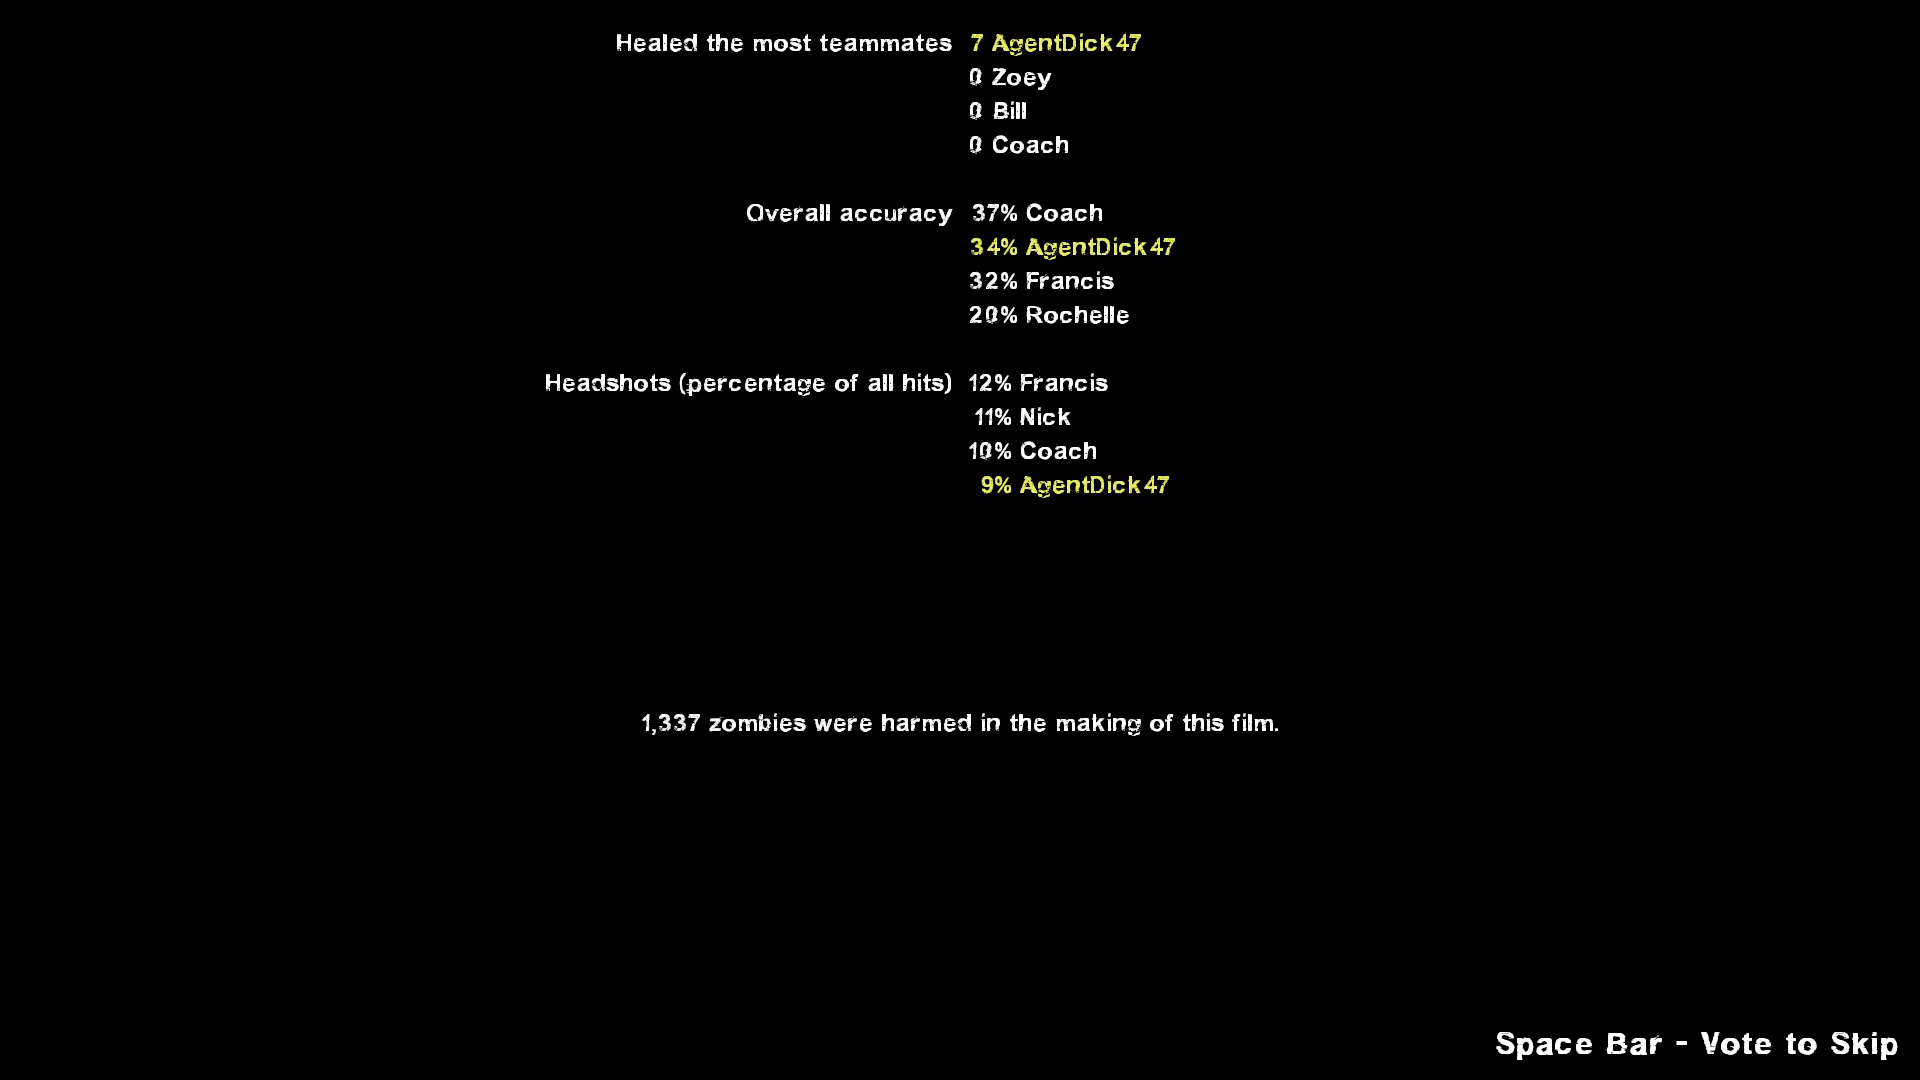 Healed the most teammates 7 AgentDick47
0 Zoey
0 Bill
0 Coach
Overall accuracy 37% Coach
34% AgentDick47
32% Francis
20% Rochelle
Headshots (percentage of all hits) 12% Francis
11% Nick
10% Coach
9% AgentDick47
1,337 zombies were harmed in the making of this film.
Space Bar - Vote to Skip